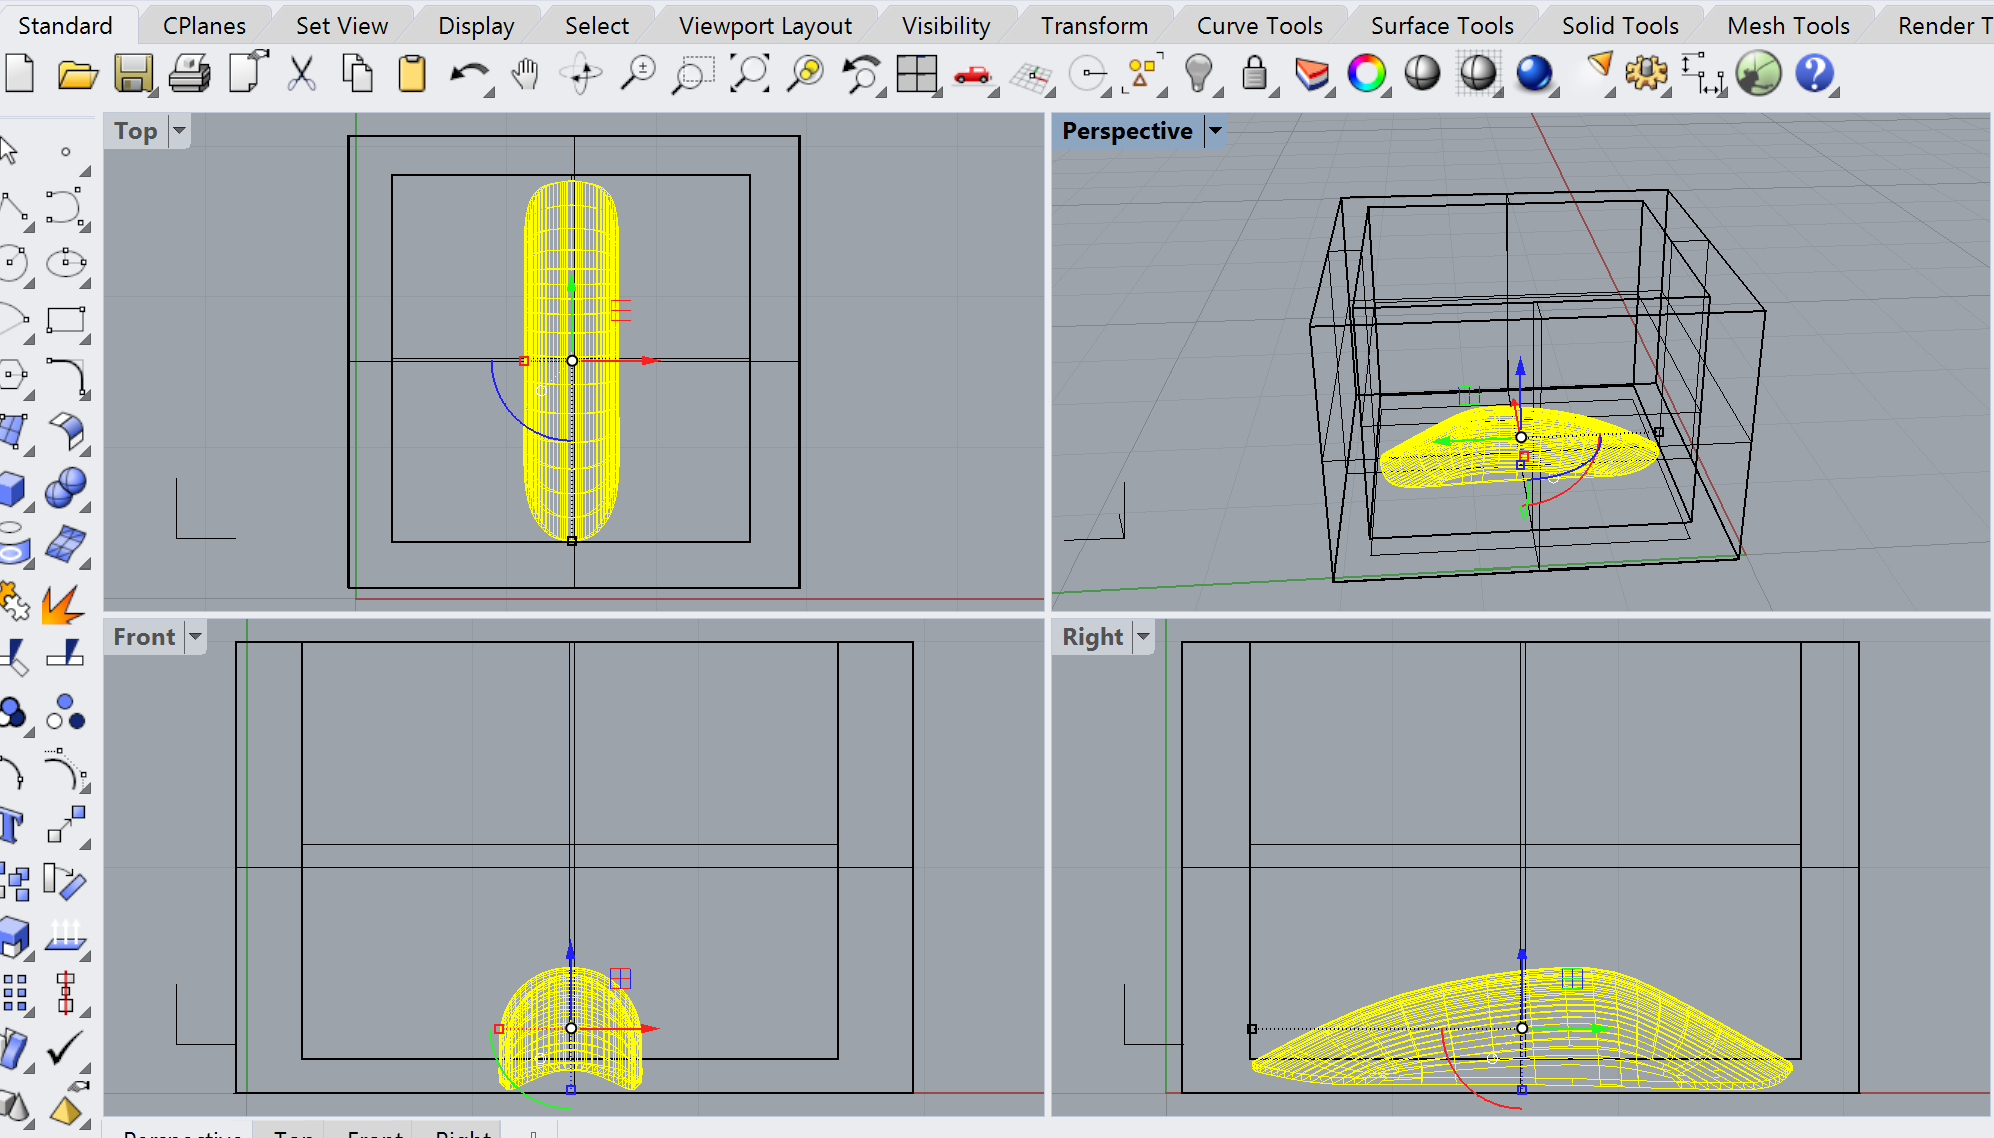 Standard CPlanes Set View Display Select Viewport Layout Visibility Transform Curve Tools Surface Tools Solid Tools Mesh Tools Render T
Top
Perspective
Front
Right
Perspective Top Front Right